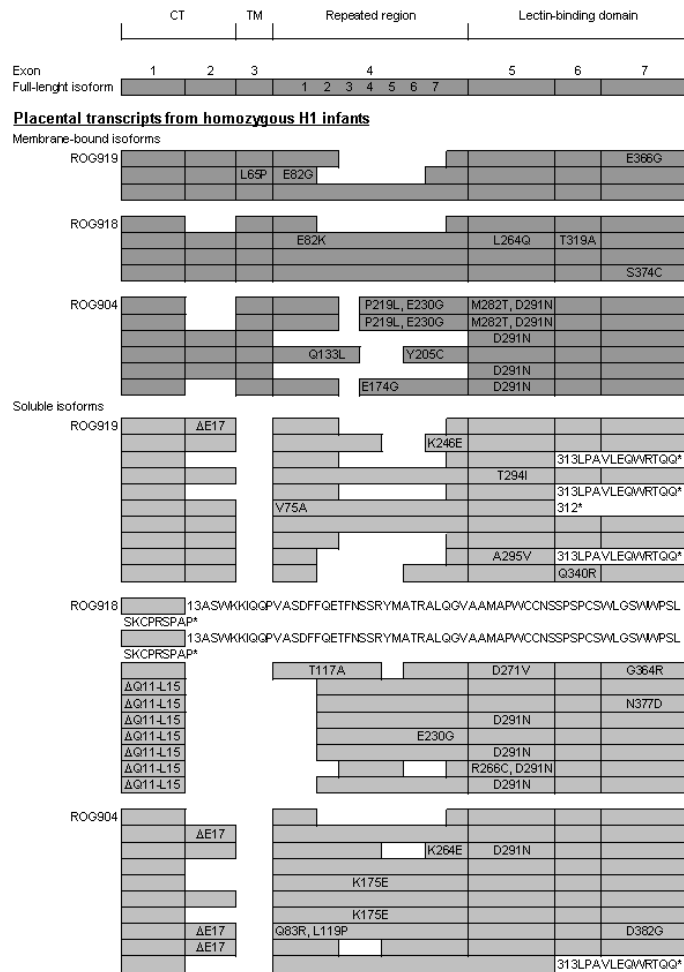 CT TM Repeated region Lectin-binding domain
Exon 1 2 3 4 5 6 7
Full-lenght isoform 1 2 3 4 5 6 7
Placental transcripts from homozygous H1 infants
Membrane-bound isoforms
ROG919 E366G
L65P E82G
ROG918
E82K L264Q T319A
S374C
ROG904 P219L, E230G M282T, D291N
P219L, E230G M282T, D291N
D291N
Q133L Y205C
D291N
E174G D291N
Soluble isoforms
ROG919 ΔE17
K246E
313LPAVLEQWRTQQ*
T294I
313LPAVLEQWRTQQ*
V75A 312*
A295V 313LPAVLEQWRTQQ*
Q340R
ROG918 13ASWKKIQQPVASDFFQETFNSSRYMATRALQGVAAMAPWCCNSSPSPCSWLGSWWPSL
SKCPRSPAP*
13ASWKKIQQPVASDFFQETFNSSRYMATRALQGVAAMAPWCCNSSPSPCSWLGSWWPSL
SKCPRSPAP*
T117A D271V G364R
ΔQ11-L15
ΔQ11-L15 N377D
ΔQ11-L15 D291N
ΔQ11-L15 E230G
ΔQ11-L15 D291N
ΔQ11-L15 R266C, D291N
ΔQ11-L15 D291N
ROG904
ΔE17
K264E D291N
K175E
K175E
ΔE17 Q83R, L119P D382G
ΔE17
313LPAVLEQWRTQQ*